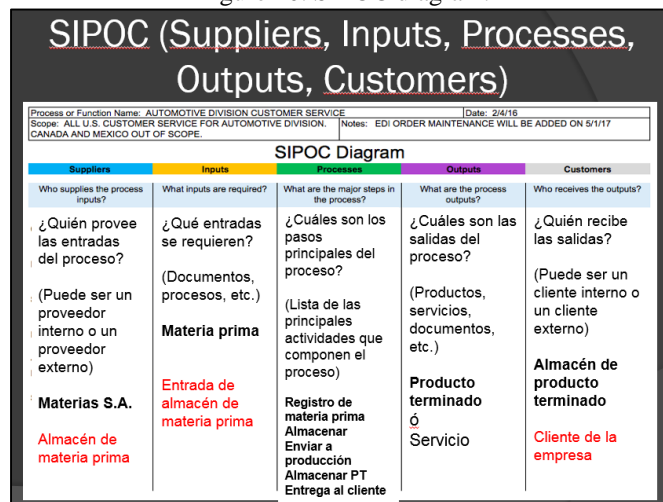 SIPOC (Suppliers, Inputs, Processes,
Outputs, Customers)
Process or Function Name: AUTOMOTIVE DIVISION CUSTOMER SERVICE
Date: 2/4/16
Scope: ALL U.S. CUSTOMER SERVICE FOR AUTOMOTIVE DIVISION.
CANADA AND MEXICO OUT OF SCOPE.
Notes: EDI ORDER MAINTENANCE WILL BE ADDED ON 5/1/17
SIPOC Diagram
Suppliers
Who supplies the process
inputs?
¿Quién provee
las entradas
del proceso?
(Puede ser un
proveedor
interno o un
proveedor
externo)
Materias S.A.
Almacén de
materia prima
Inputs
What inputs are required?
¿Qué entradas
se requieren?
(Documentos,
procesos, etc.)
Materia prima
Entrada de
almacén de
materia prima
Processes
What are the major steps in
the process?
¿Cuáles son los
pasos
principales del
proceso?
(Lista de las
principales
actividades que
componen el
proceso)
Registro de
materia prima
Almacenar
Enviar a
producción
Almacenar PT
Entrega al cliente
Outputs
What are the process
outputs?
¿Cuáles son las
salidas del
proceso?
(Productos,
servicios,
documentos,
etc.)
Producto
terminado
ó
Servicio
Customers
Who receives the outputs?
¿Quién recibe
las salidas?
(Puede ser un
cliente interno o
un cliente
externo)
Almacén de
producto
terminado
Cliente de la
empresa